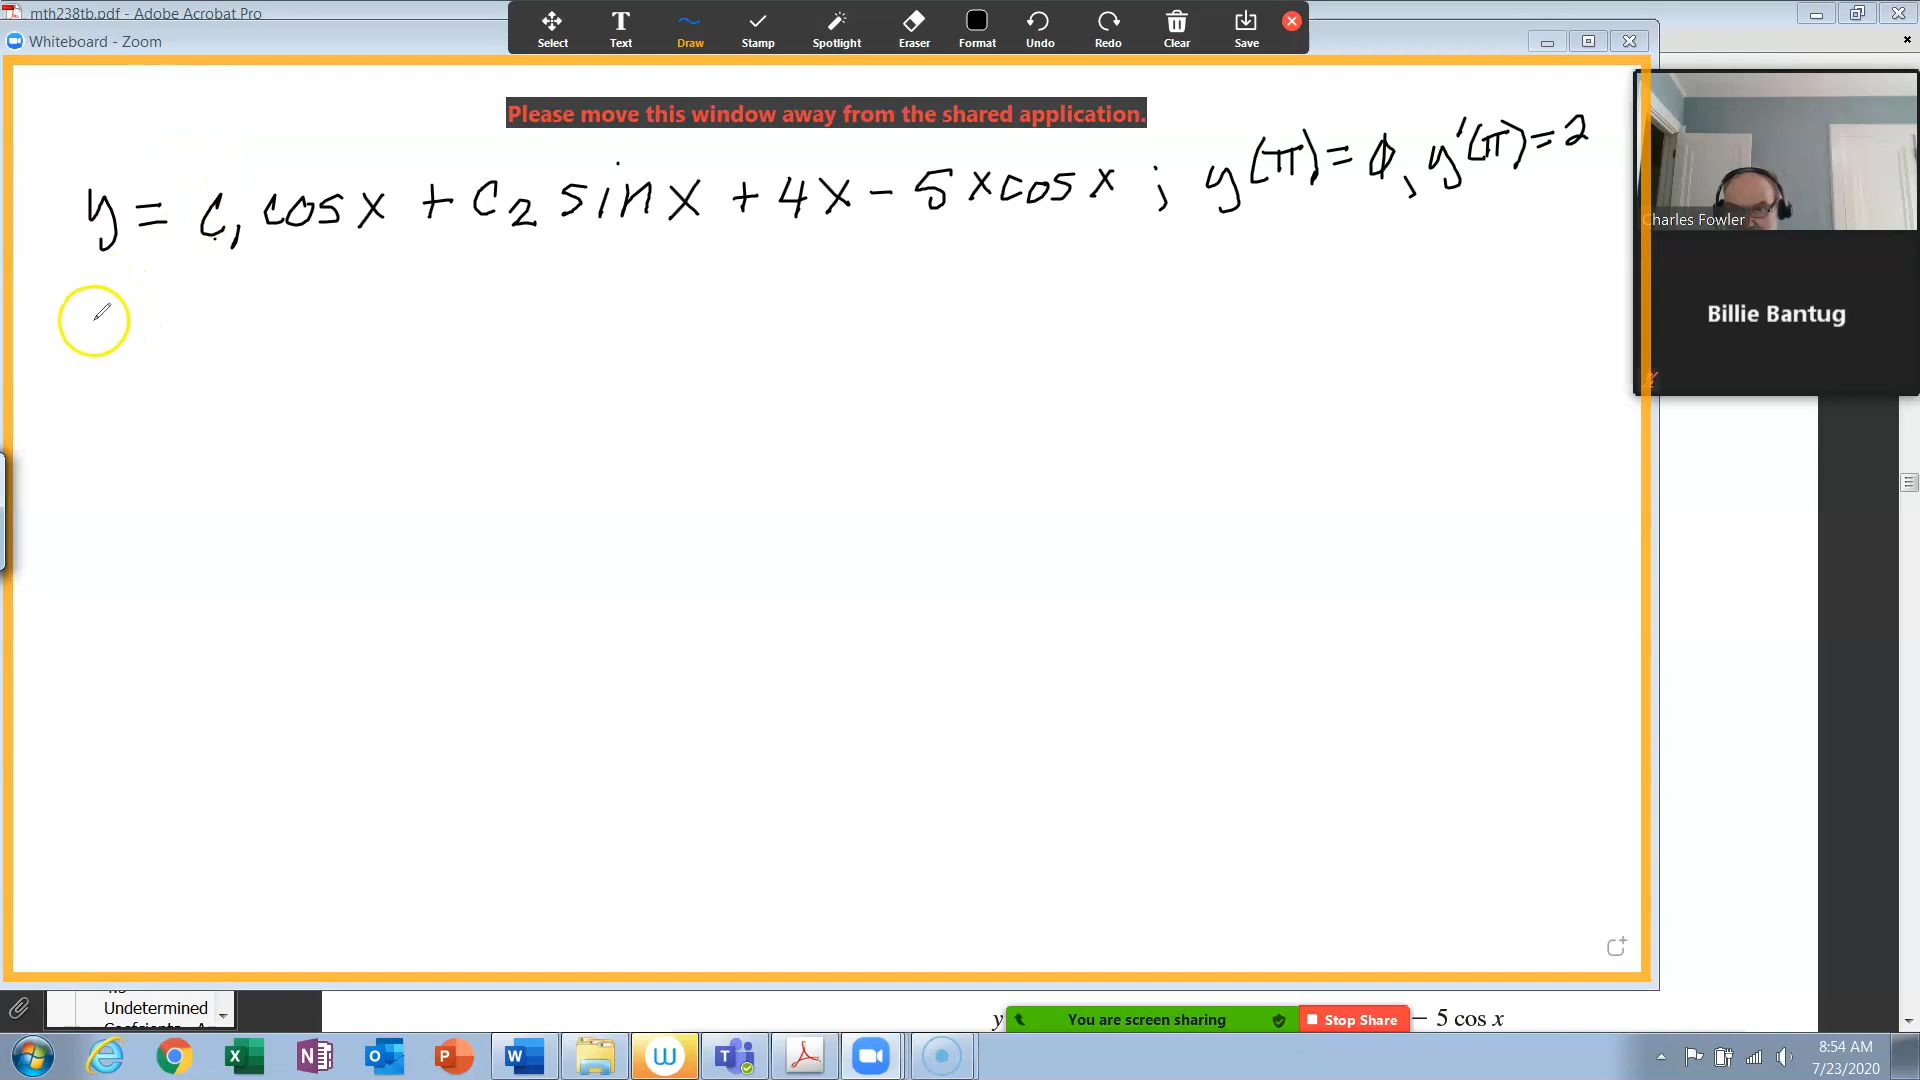 mth238tb.pdf - Adobe Acrobat Pro
Whiteboard - Zoom
Select Text Draw Stamp Spotlight Eraser Format Undo Redo Clear Save
Please move this window away from the shared application.
y = c₁ cos x + c₂ sin x + 4x - 5x cos x ; y(π) = 0, y'(π) = 2
Charles Fowler
Billie Bantug
Undetermined
y
You are screen sharing
Stop Share
− 5 cos x
8:54 AM
7/23/2020